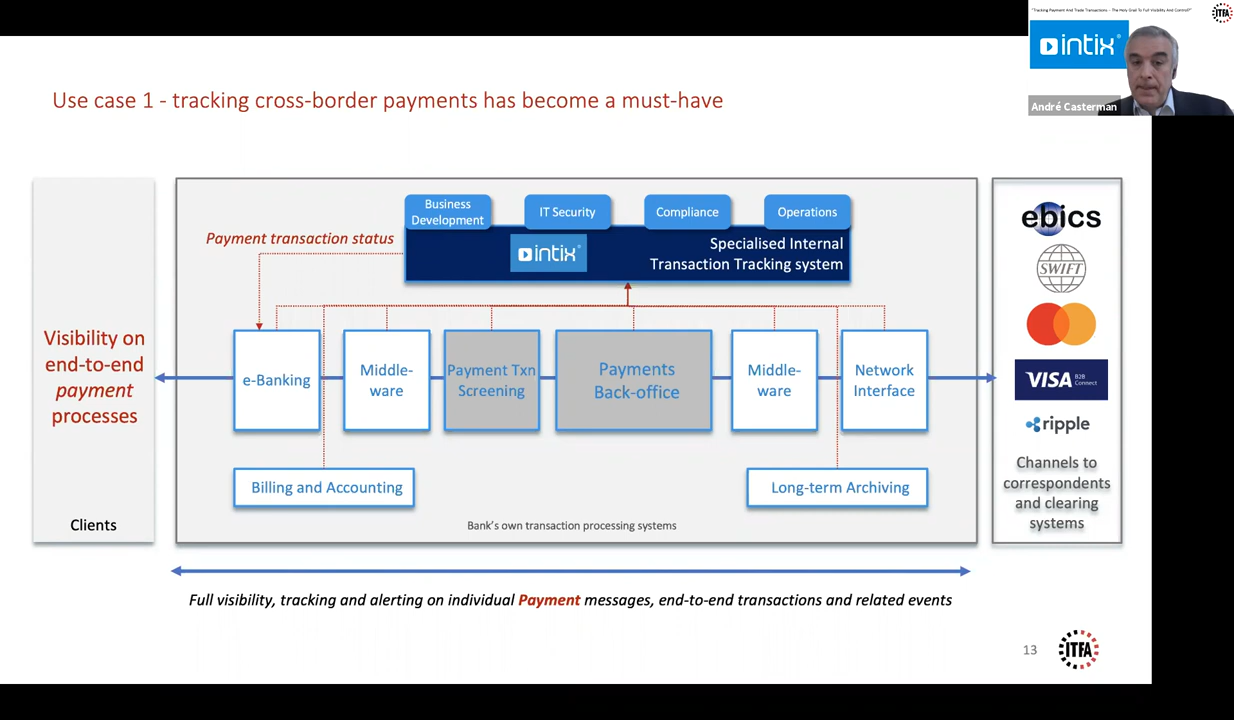 "Tracking Payment And Trade Transactions – The Holy Grail To Full Visibility And Control?"
ITFA
intix
André Casterman
Use case 1 - tracking cross-border payments has become a must-have
Business
Development
IT Security
Compliance
Operations
Payment transaction status
intix
Specialised Internal
Transaction Tracking system
Visibility on
end-to-end
payment
processes
Clients
e-Banking
Middle-
ware
Payment Txn
Screening
Payments
Back-office
Middle-
ware
Network
Interface
Billing and Accounting
Long-term Archiving
Bank's own transaction processing systems
ebics
SWIFT
VISA B2B
Connect
ripple
Channels to
correspondents
and clearing
systems
Full visibility, tracking and alerting on individual Payment messages, end-to-end transactions and related events
13
ITFA